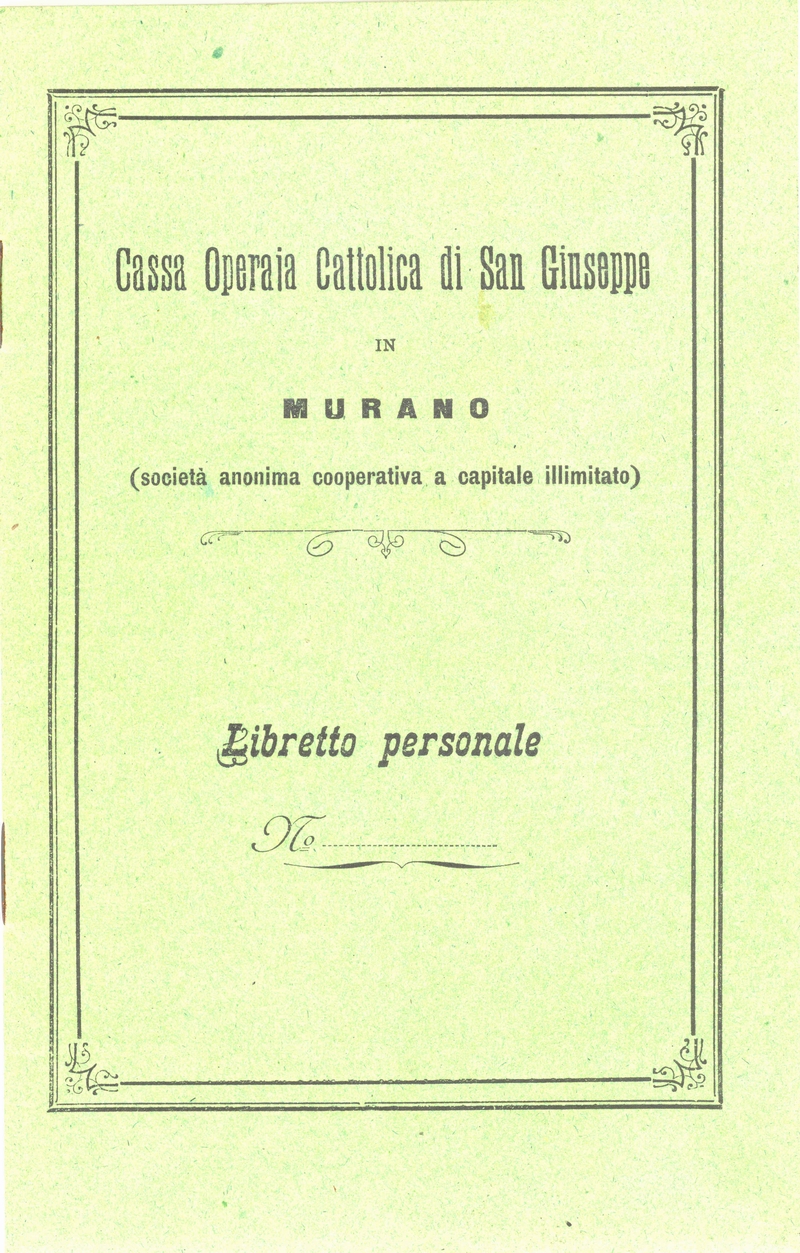 Cassa Operaia Cattolica di San Giuseppe
IN
MURANO
(società anonima cooperativa a capitale illimitato)
Libretto personale
No.